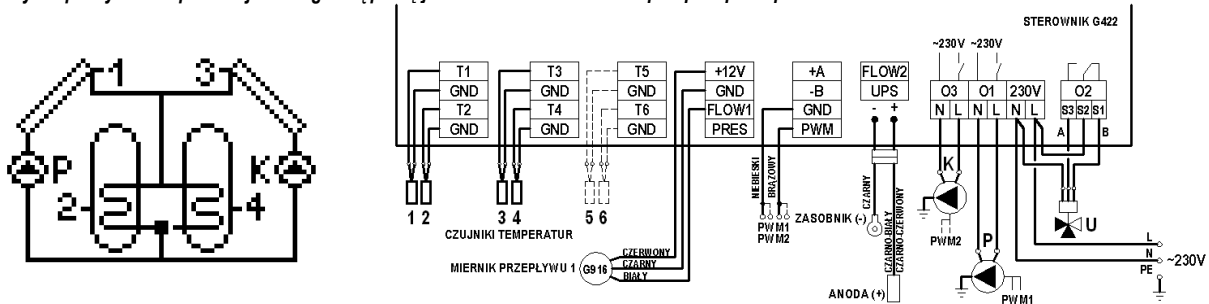 STEROWNIK G422
~230V ~230V
T1 T3 T5 +12V +A FLOW2
GND GND GND GND -B UPS
T2 T4 T6 FLOW1 GND - +
GND GND GND PRES PWM
O3 O1 230V O2
N L N L N L S3 S2 S1
A B
1 3
P K
2 4
1 2 3 4 5 6
CZUJNIKI TEMPERATUR
NIEBIESKI
BRĄZOWY
PWM1
PWM2
CZARNY
ZASOBNIK (-)
CZARNO-BIAŁY
CZARNO-CZERWONY
ANODA (+)
MIERNIK PRZEPŁYWU 1 G916
CZERWONY
CZARNY
BIAŁY
K
PWM2
P
PWM1
U
L
N ~230V
PE